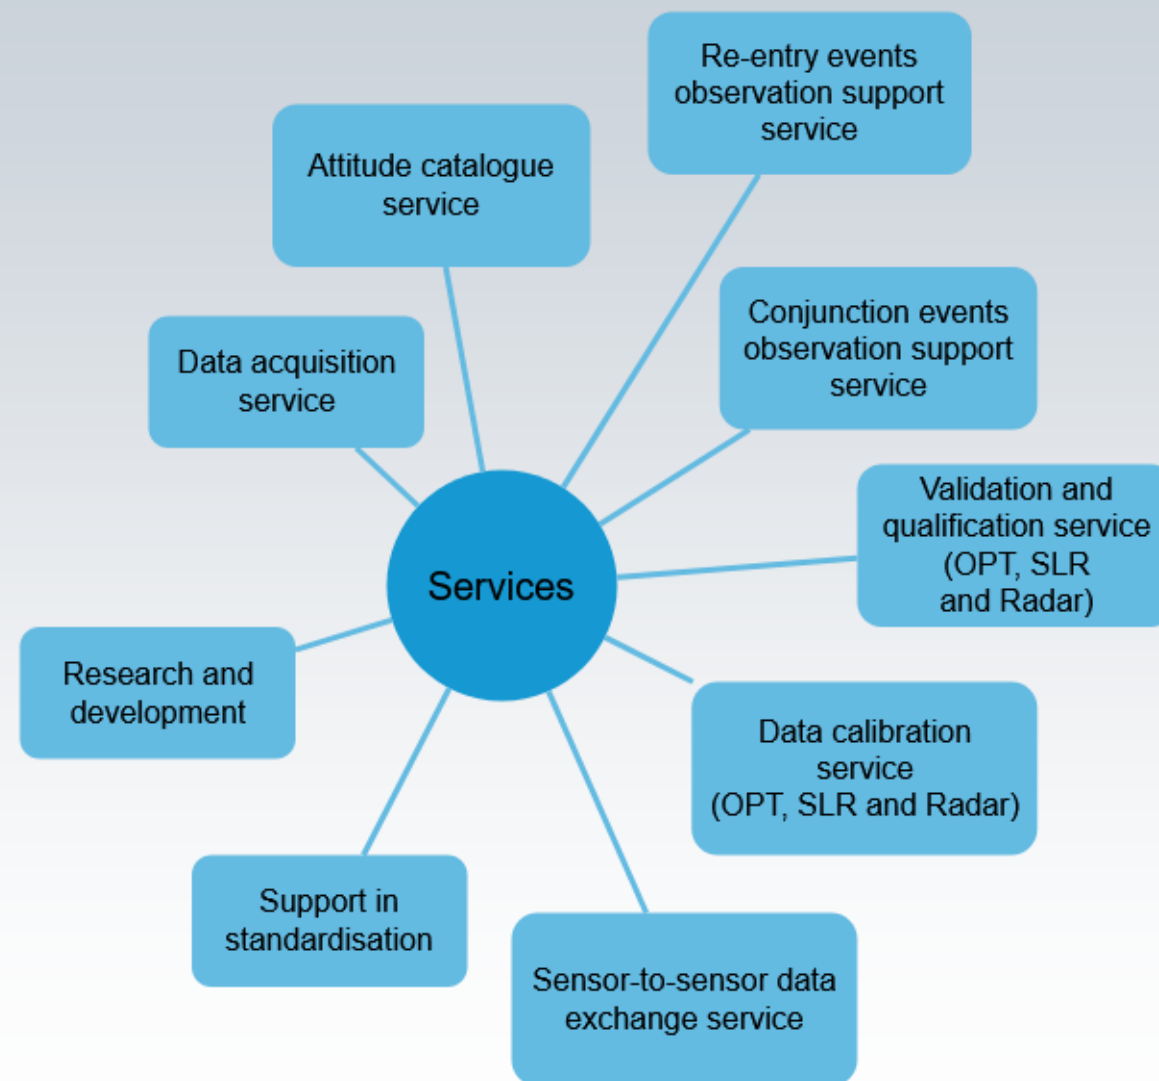 Re-entry events
observation support
service
Attitude catalogue
service
Conjunction events
observation support
service
Data acquisition
service
Validation and
qualification service
(OPT, SLR
and Radar)
Services
Research and
development
Data calibration
service
(OPT, SLR and Radar)
Support in
standardisation
Sensor-to-sensor data
exchange service